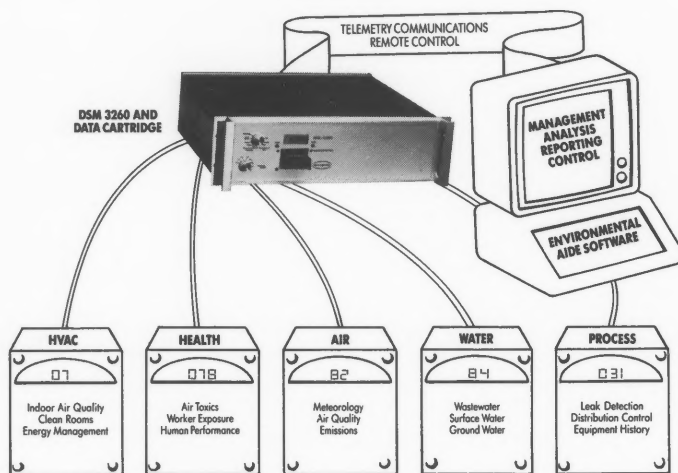 TELEMETRY COMMUNICATIONS
REMOTE CONTROL
DSM 3260 AND
DATA CARTRIDGE
MANAGEMENT
ANALYSIS
REPORTING
CONTROL
ENVIRONMENTAL
AIDE SOFTWARE
HVAC
07
Indoor Air Quality
Clean Rooms
Energy Management
HEALTH
078
Air Toxics
Worker Exposure
Human Performance
AIR
82
Meteorology
Air Quality
Emissions
WATER
8.4
Wastewater
Surface Water
Ground Water
PROCESS
031
Leak Detection
Distribution Control
Equipment History